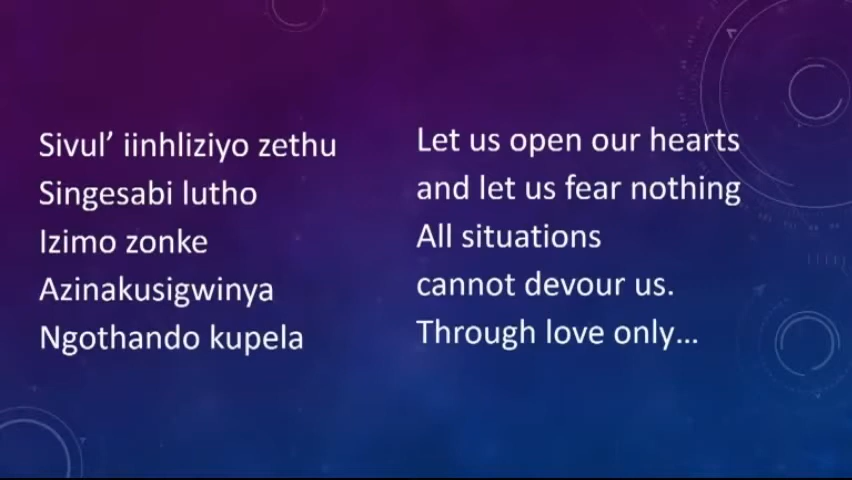 Sivul’ iinhliziyo zethu
Singesabi lutho
Izimo zonke
Azinakusigwinya
Ngothando kupela
Let us open our hearts
and let us fear nothing
All situations
cannot devour us.
Through love only...